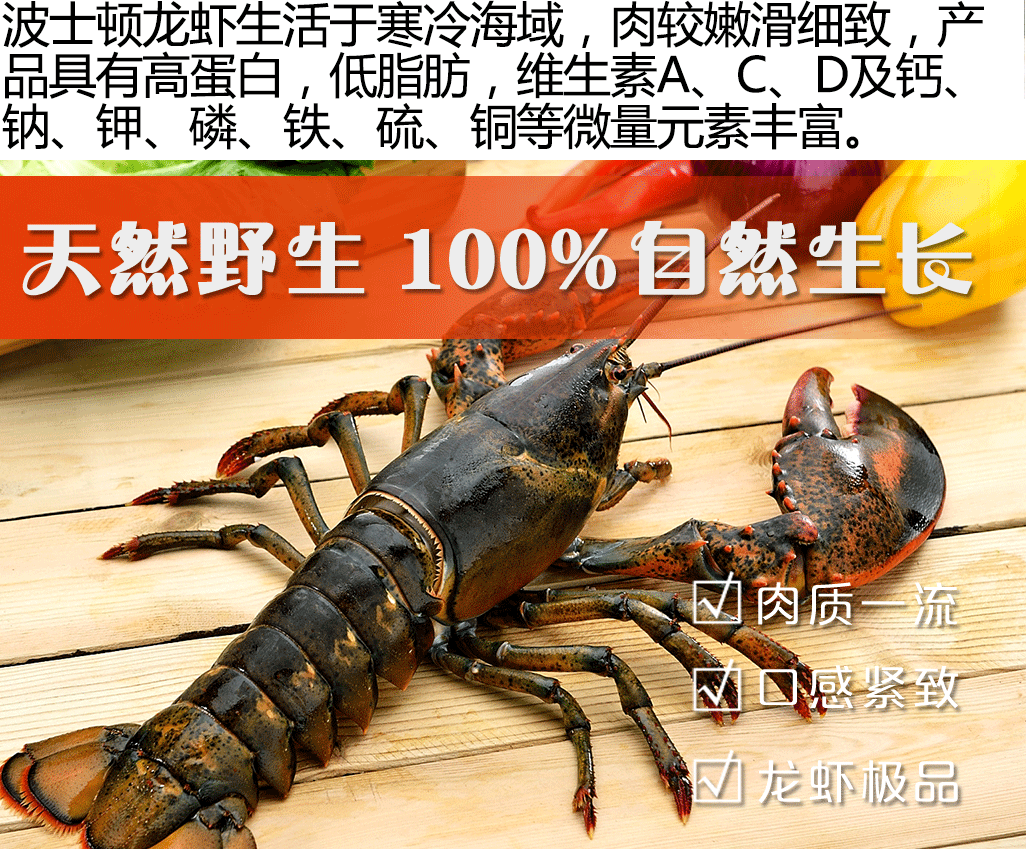 波士顿龙虾生活于寒冷海域，肉较嫩滑细致，产
品具有高蛋白，低脂肪，维生素A、C、D及钙、
钠、钾、磷、铁、硫、铜等微量元素丰富。
天然野生 100%自然生长
肉质一流
口感紧致
龙虾极品